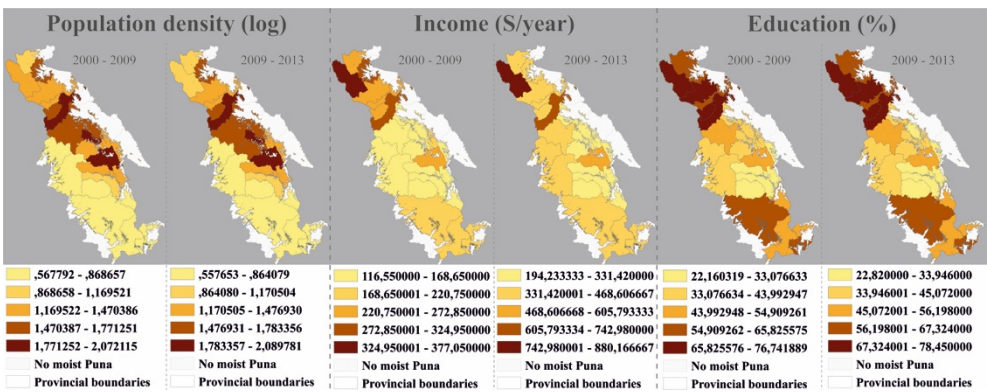 Population density (log)
Income (S/year)
Education (%)
2000 - 2009
2009 - 2013
2000 - 2009
2009 - 2013
2000 - 2009
2009 - 2013
,567792 - ,868657
,868658 - 1,169521
1,169522 - 1,470386
1,470387 - 1,771251
1,771252 - 2,072115
No moist Puna
Provincial boundaries
,557653 - ,864079
,864080 - 1,170504
1,170505 - 1,476930
1,476931 - 1,783356
1,783357 - 2,089781
No moist Puna
Provincial boundaries
116,550000 - 168,650000
168,650001 - 220,750000
220,750001 - 272,850000
272,850001 - 324,950000
324,950001 - 377,050000
No moist Puna
Provincial boundaries
194,233333 - 331,420000
331,420001 - 468,606667
468,606668 - 605,793333
605,793334 - 742,980000
742,980001 - 880,166667
No moist Puna
Provincial boundaries
22,160319 - 33,076633
33,076634 - 43,992947
43,992948 - 54,909261
54,909262 - 65,825575
65,825576 - 76,741889
No moist Puna
Provincial boundaries
22,820000 - 33,946000
33,946001 - 45,072000
45,072001 - 56,198000
56,198001 - 67,324000
67,324001 - 78,450000
No moist Puna
Provincial boundaries